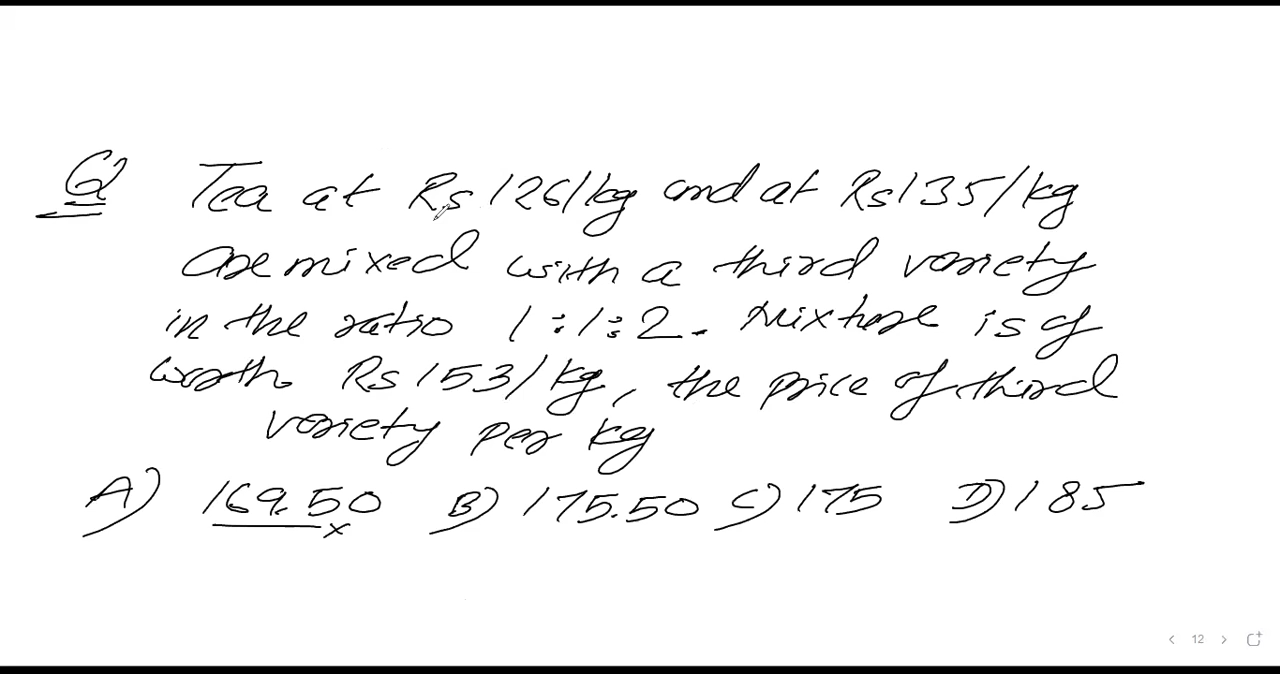 Q Tea at Rs 126/kg and at Rs 135/kg
are mixed with a third variety
in the ratio 1:1:2. Mixture is of
worth Rs 153/kg, the price of third
variety per kg
A) 169.50 B) 175.50 C) 175 D) 185
< 12 >